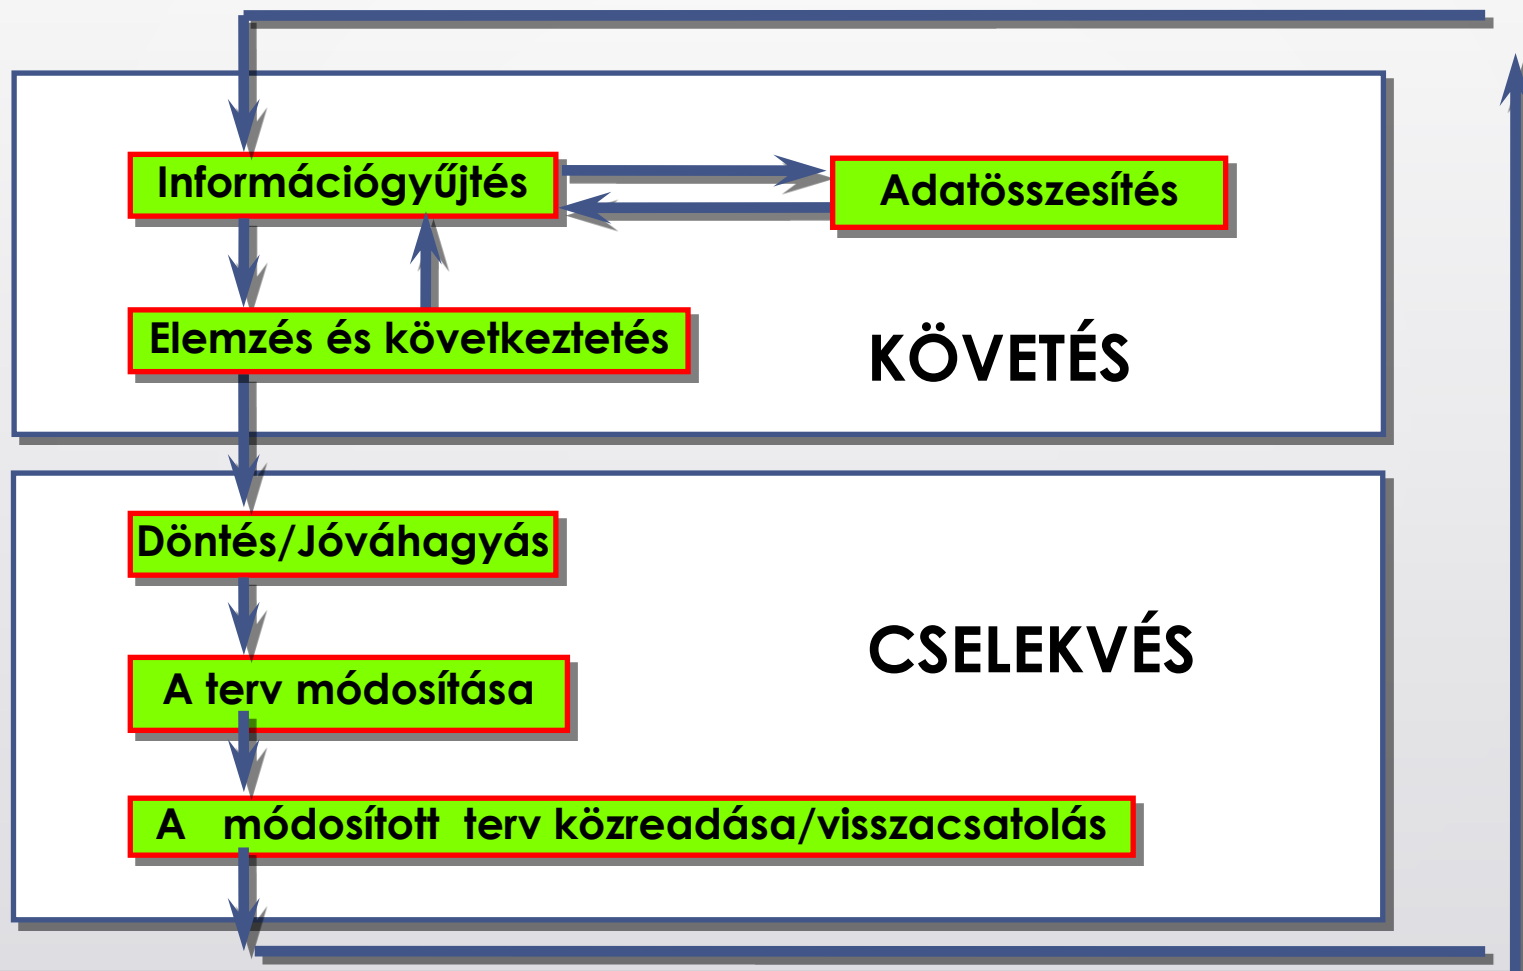 Információgyűjtés
Adatösszesítés
Elemzés és következtetés
KÖVETÉS
Döntés/Jóváhagyás
CSELEKVÉS
A terv módosítása
A módosított terv közreadása/visszacsatolás